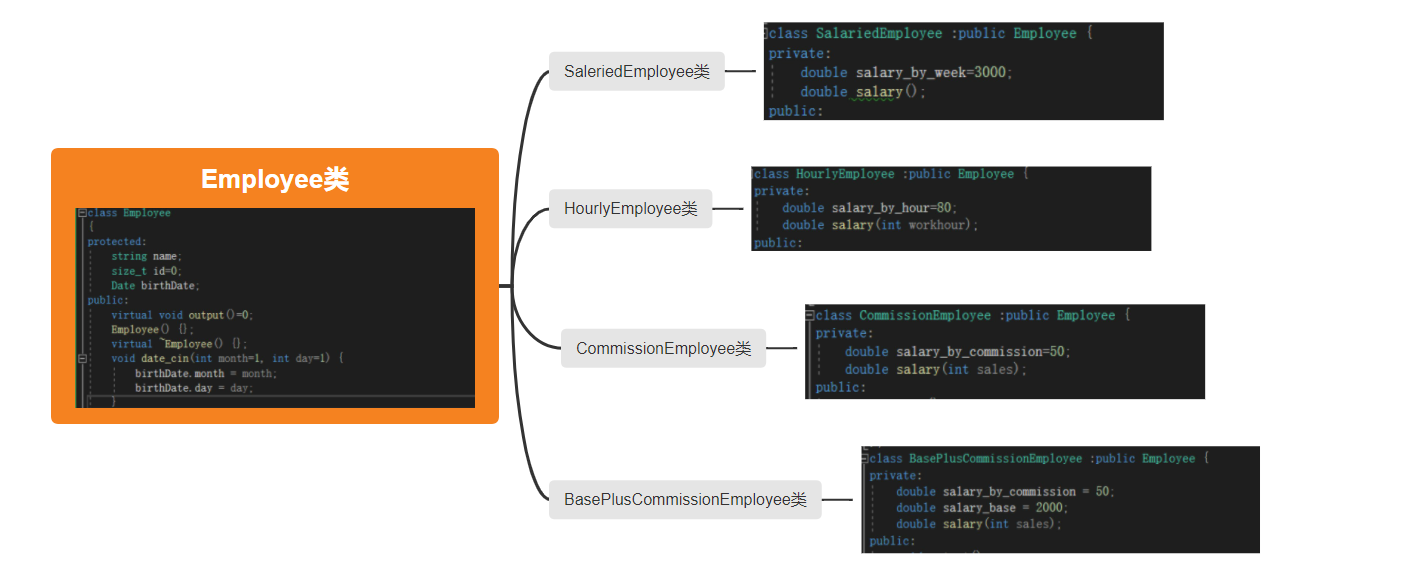 Employee类
class Employee
{
protected:
string name;
size_t id=0;
Date birthDate;
public:
virtual void output()=0;
Employee() {};
virtual ~Employee() {};
void date_cin(int month=1, int day=1) {
birthDate.month = month;
birthDate.day = day;
}
SaleriedEmployee类
class SalariedEmployee :public Employee {
private:
double salary_by_week=3000;
double salary();
public:
HourlyEmployee类
class HourlyEmployee :public Employee {
private:
double salary_by_hour=80;
double salary(int workhour);
public:
CommissionEmployee类
class CommissionEmployee :public Employee {
private:
double salary_by_commission=50;
double salary(int sales);
public:
BasePlusCommissionEmployee类
class BasePlusCommissionEmployee :public Employee {
private:
double salary_by_commission = 50;
double salary_base = 2000;
double salary(int sales);
public: